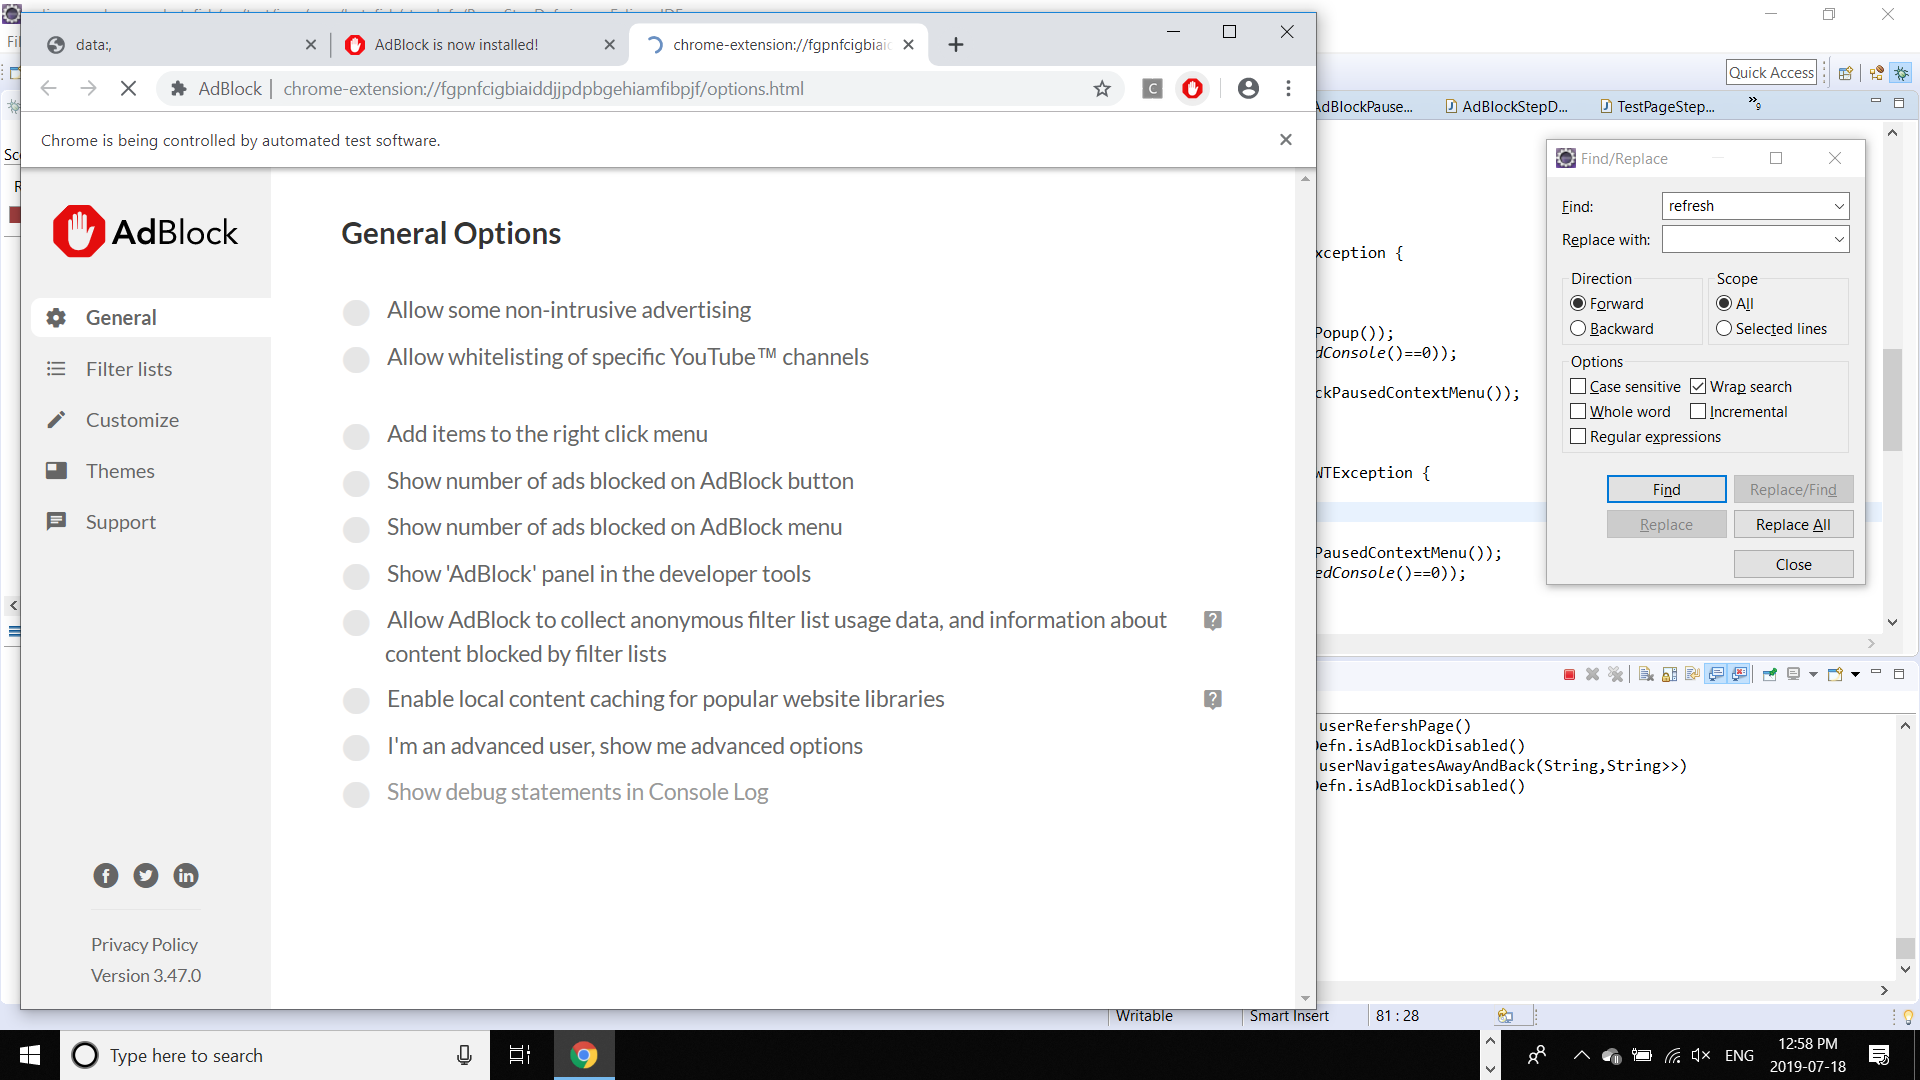 data:,
AdBlock is now installed!
chrome-extension://fgpnfcigbiaid
AdBlock
chrome-extension://fgpnfcigbiaiddjjpdpbgehiamfibpjf/options.html
Chrome is being controlled by automated test software.
AdBlock
General
Filter lists
Customize
Themes
Support
Privacy Policy
Version 3.47.0
General Options
Allow some non-intrusive advertising
Allow whitelisting of specific YouTube™ channels
Add items to the right click menu
Show number of ads blocked on AdBlock button
Show number of ads blocked on AdBlock menu
Show 'AdBlock' panel in the developer tools
Allow AdBlock to collect anonymous filter list usage data, and information about
content blocked by filter lists
Enable local content caching for popular website libraries
I'm an advanced user, show me advanced options
Show debug statements in Console Log
Quick Access
AdBlockPause...
AdBlockStepD...
TestPageStep...
xception {
Popup());
dConsole()==0));
ckPausedContextMenu());
WTException {
PausedContextMenu());
edConsole()==0));
Find/Replace
Find:
refresh
Replace with:
Direction
Forward
Backward
Scope
All
Selected lines
Options
Case sensitive
Wrap search
Whole word
Incremental
Regular expressions
Find
Replace/Find
Replace
Replace All
Close
userRefershPage()
Defn.isAdBlockDisabled()
userNavigatesAwayAndBack(String,String>>)
Defn.isAdBlockDisabled()
Writable
Smart Insert
81 : 28
Type here to search
ENG
12:58 PM
2019-07-18